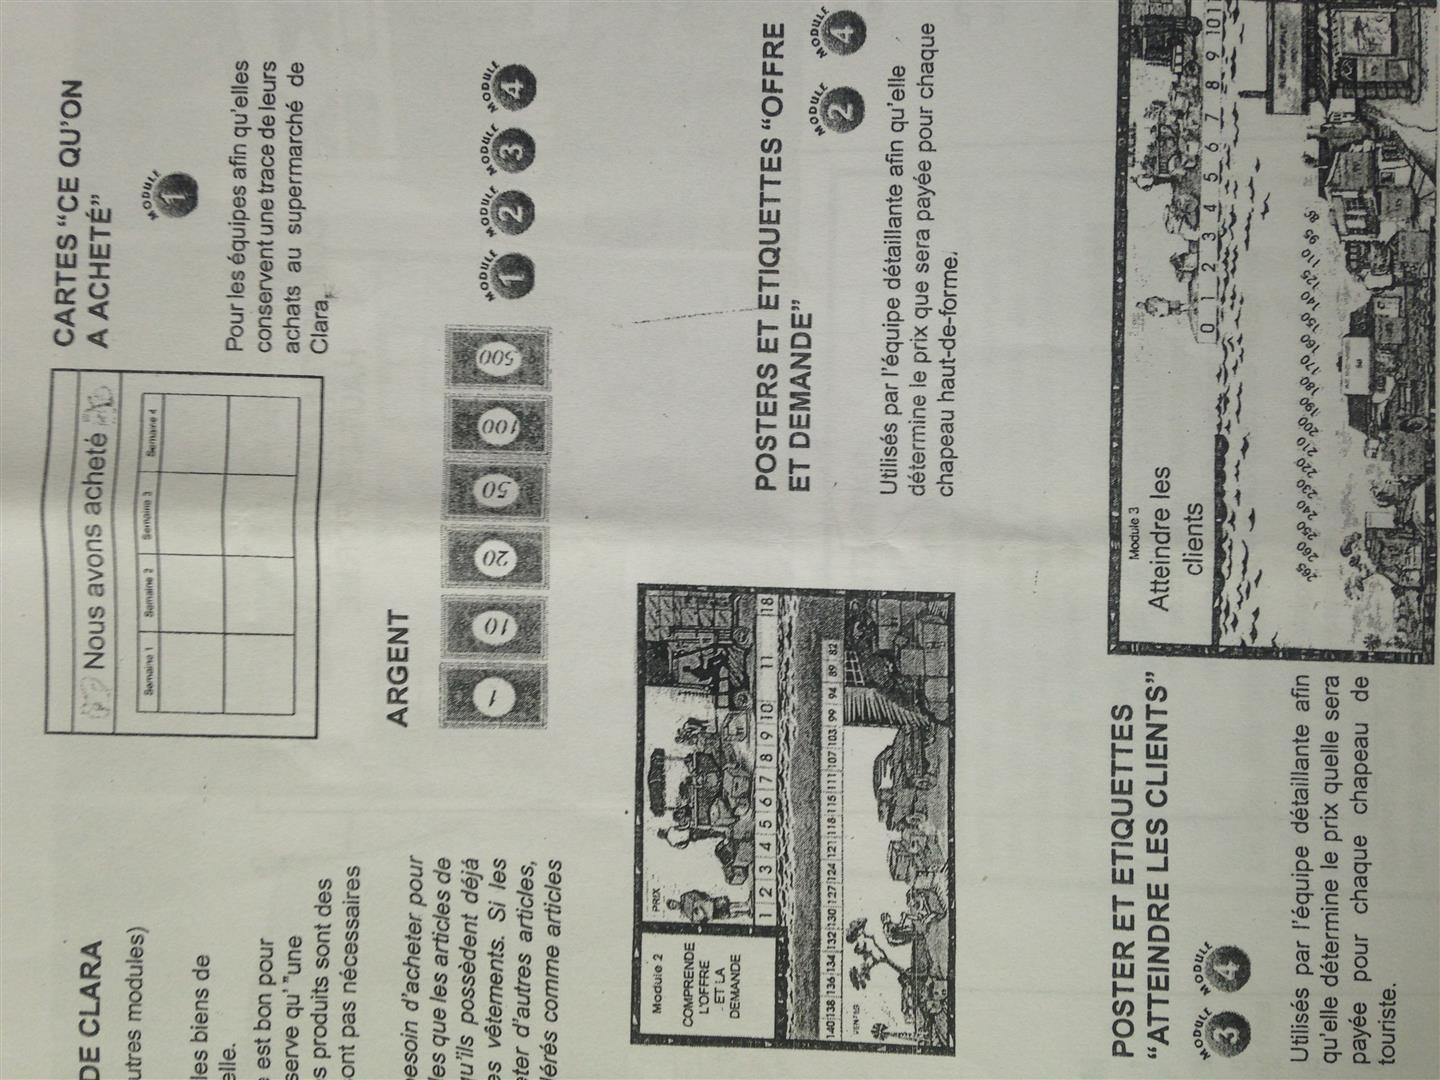 DE CLARA
utres modules)
les biens de
elle.
est bon pour
serve qu' "une
s produits sont des
ont pas nécessaires
esoin d'acheter pour
les que les articles de
qu'ils possèdent déjá
es vêtements. Si les
eter d'autres articles,
dérés comme articles
Nous avons acheté
Semaine 1 Semaine 2 Semaine 3 Semaine 4
CARTES “CE QU’ON
A ACHETÉ”
MODULE
1
Pour les équipes afin qu’elles
conservent une trace de leurs
achats au supermarché de
Clara,
ARGENT
1 10 20 50 100 500
MODULE MODULE MODULE MODULE
1 2 3 4
Module 2
COMPRENDE
L'OFFRE
ET LA
DEMANDE
PRIX
1 2 3 4 5 6 7 8 9 10 11 18
140 138 136 134 132 130 127 124 121 118 115 111 107 103 99 94 89 82
VENTES
POSTERS ET ETIQUETTES “OFFRE
ET DEMANDE”
MODULE MODULE
2 4
Utilisés par l’équipe détaillante afin qu’elle
détermine le prix que sera payée pour chaque
chapeau haut-de-forme.
POSTER ET ETIQUETTES
“ATTEINDRE LES CLIENTS”
MODULE MODULE
3 4
Utilisés par l’équipe détaillante afin
qu’elle détermine le prix quelle sera
payée pour chaque chapeau de
touriste.
Module 3
Atteindre les
clients
0 1 2 3 4 5 6 7 8 9 10 11
265 260 250 240 230 220 210 200 190 180 170 160 150 140 125 110 95 86
RUE PRINCIPALE